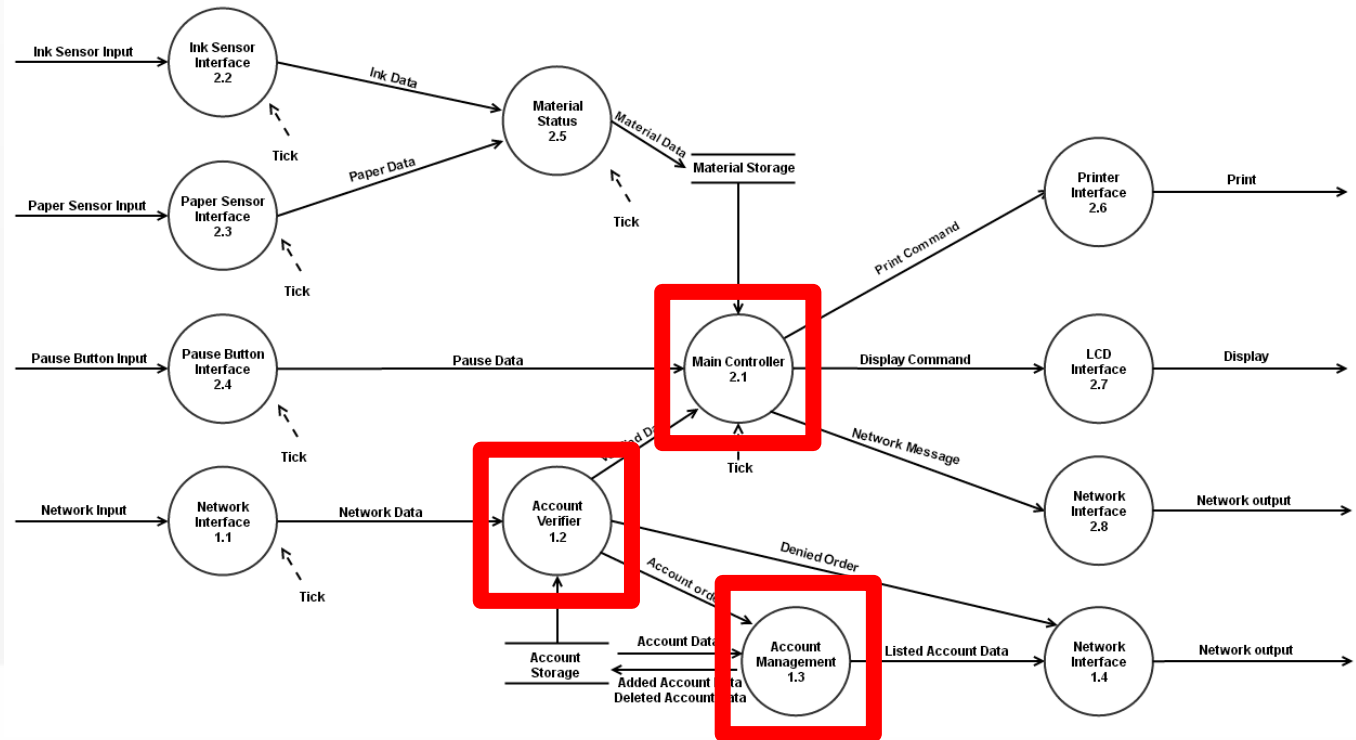 Ink Sensor Input
Ink Sensor
Interface
2.2
Ink Data
Tick
Material
Status
2.5
Material Data
Tick
Material Storage
Paper Sensor Input
Paper Sensor
Interface
2.3
Paper Data
Tick
Printer
Interface
2.6
Print
Print Command
Pause Button Input
Pause Button
Interface
2.4
Pause Data
Tick
Main Controller
2.1
Tick
Display Command
LCD
Interface
2.7
Display
Network Message
Network
Interface
2.8
Network output
Network Input
Network
Interface
1.1
Network Data
Tick
Account
Verifier
1.2
Denied Order
Account
Account
Storage
Account Data
Added Account Data
Deleted Account
Account
Management
1.3
Listed Account Data
Network
Interface
1.4
Network output